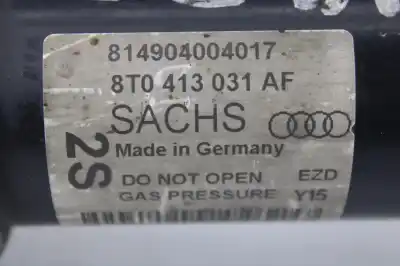 814904004017
8T0 413 031 AF
SACHS
2S
Made in Germany
DO NOT OPEN EZD
GAS PRESSURE Y15